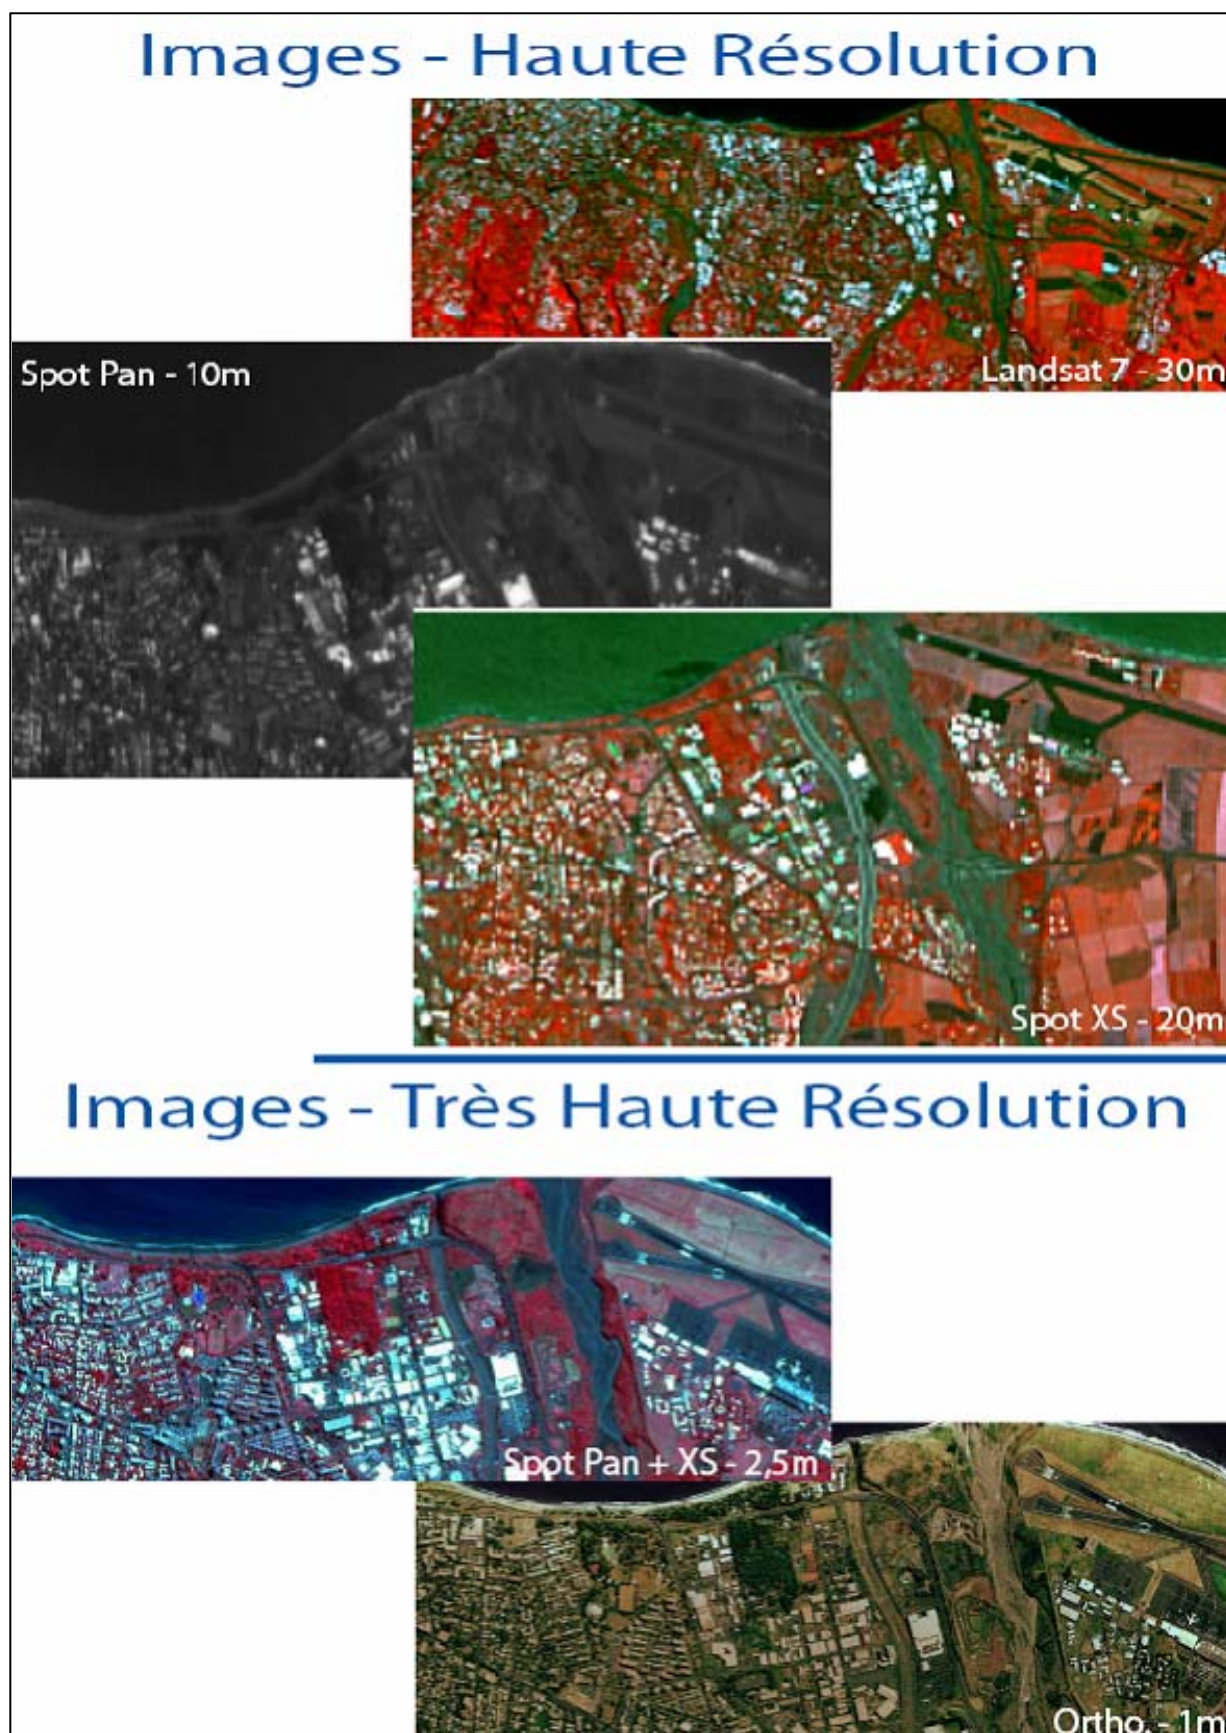 Images - Haute Résolution
Landsat 7 - 30m
Spot Pan - 10m
Spot XS - 20m
Images - Très Haute Résolution
Spot Pan + XS - 2,5m
Ortho. - 1m